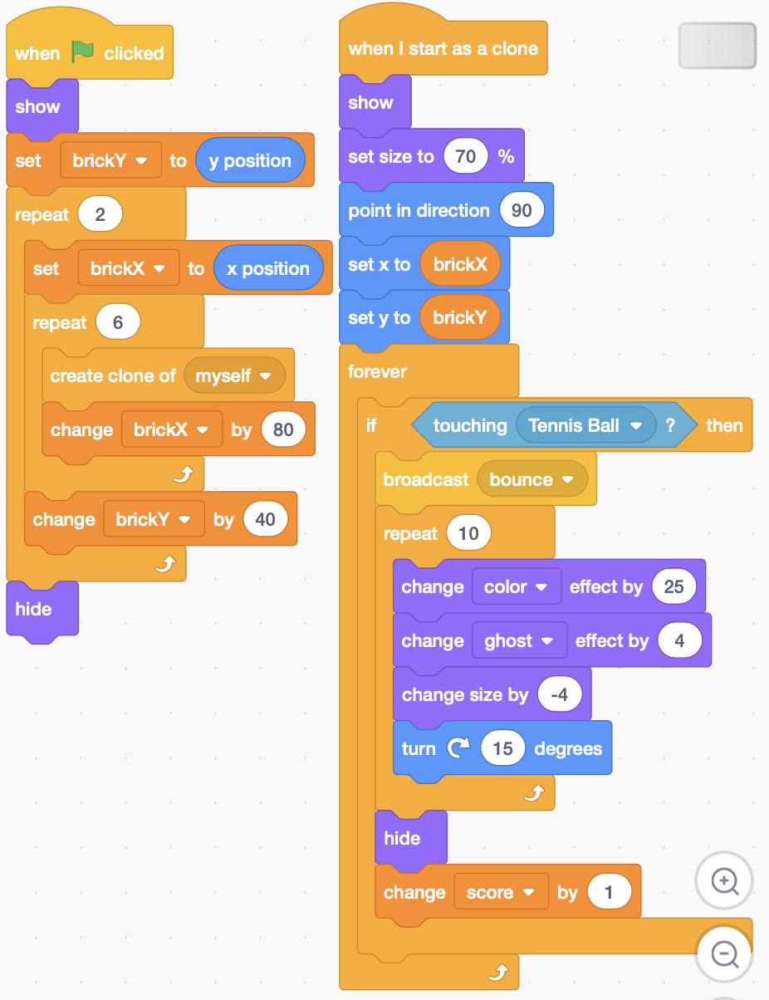 when clicked
show
set brickY to y position
repeat 2
set brickX to x position
repeat 6
create clone of myself
change brickX by 80
change brickY by 40
hide
when I start as a clone
show
set size to 70 %
point in direction 90
set x to brickX
set y to brickY
forever
if touching Tennis Ball ? then
broadcast bounce
repeat 10
change color effect by 25
change ghost effect by 4
change size by -4
turn 15 degrees
hide
change score by 1